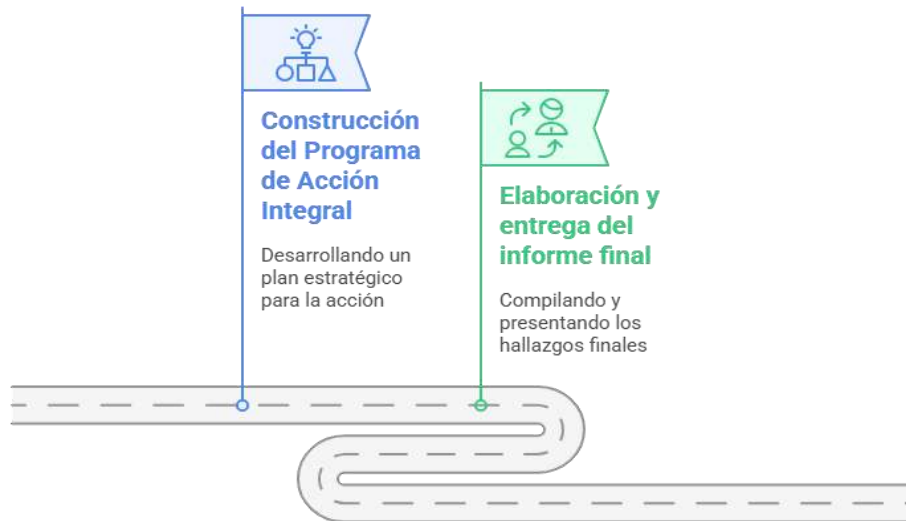 Construcción
del Programa
de Acción
Integral
Desarrollando un
plan estratégico
para la acción
Elaboración y
entrega del
informe final
Compilando y
presentando los
hallazgos finales